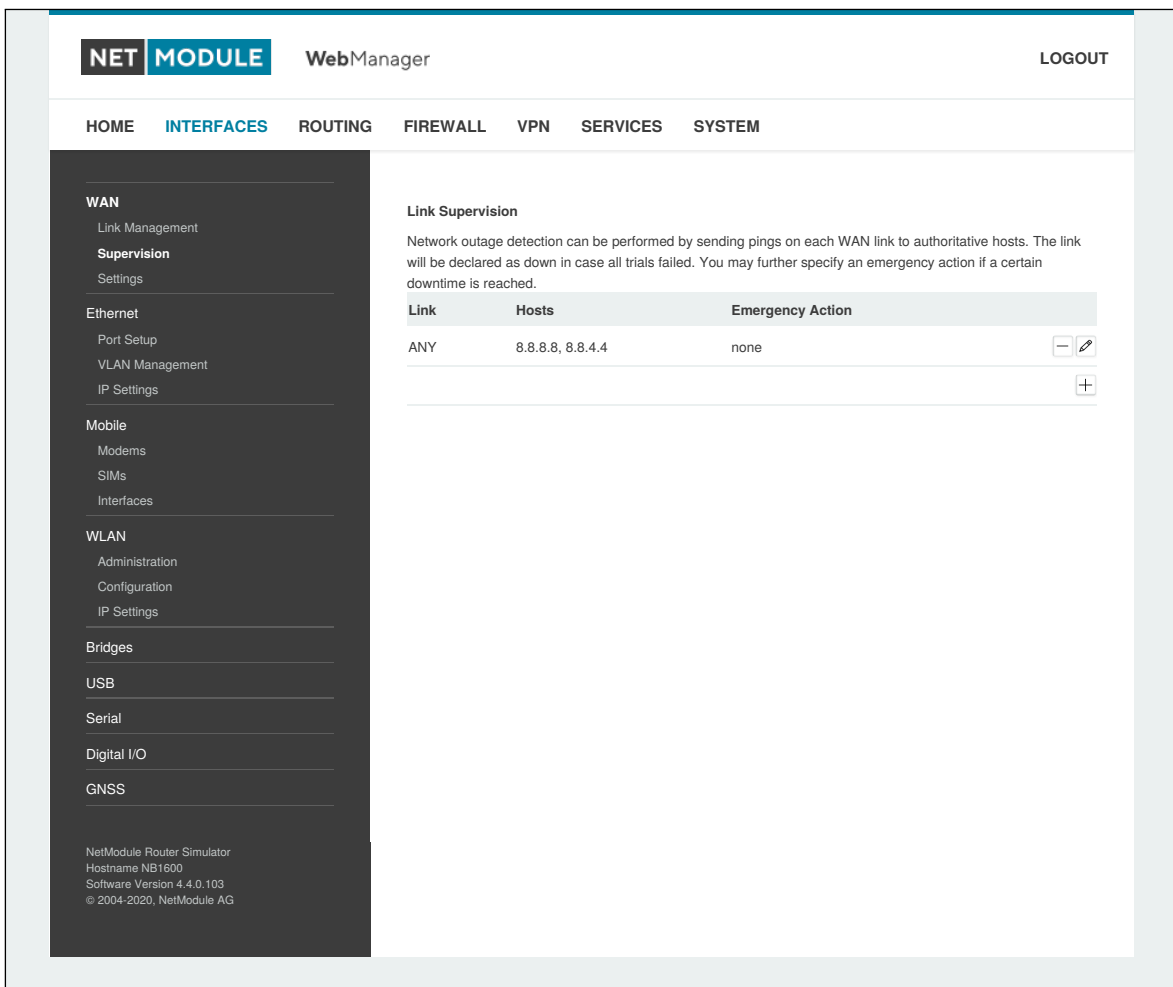 NET MODULE WebManager LOGOUT
HOME INTERFACES ROUTING FIREWALL VPN SERVICES SYSTEM
WAN
Link Management
Supervision
Settings
Ethernet
Port Setup
VLAN Management
IP Settings
Mobile
Modems
SIMs
Interfaces
WLAN
Administration
Configuration
IP Settings
Bridges
USB
Serial
Digital I/O
GNSS
NetModule Router Simulator
Hostname NB1600
Software Version 4.4.0.103
© 2004-2020, NetModule AG
Link Supervision
Network outage detection can be performed by sending pings on each WAN link to authoritative hosts. The link
will be declared as down in case all trials failed. You may further specify an emergency action if a certain
downtime is reached.
Link Hosts Emergency Action
ANY 8.8.8.8, 8.8.4.4 none